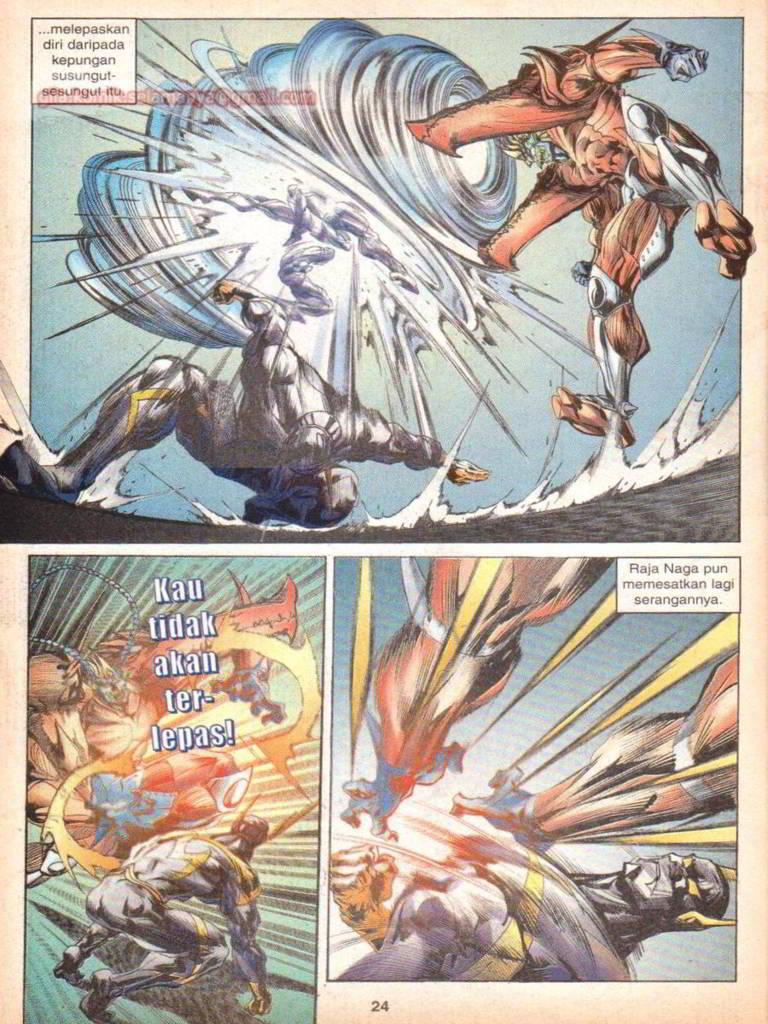 ...melepaskan
diri daripada
kepungan
susungut-
sesungut itu.
Kau
tidak
akan
ter-
lepas!
Raja Naga pun
memesatkan lagi
serangannya.
24